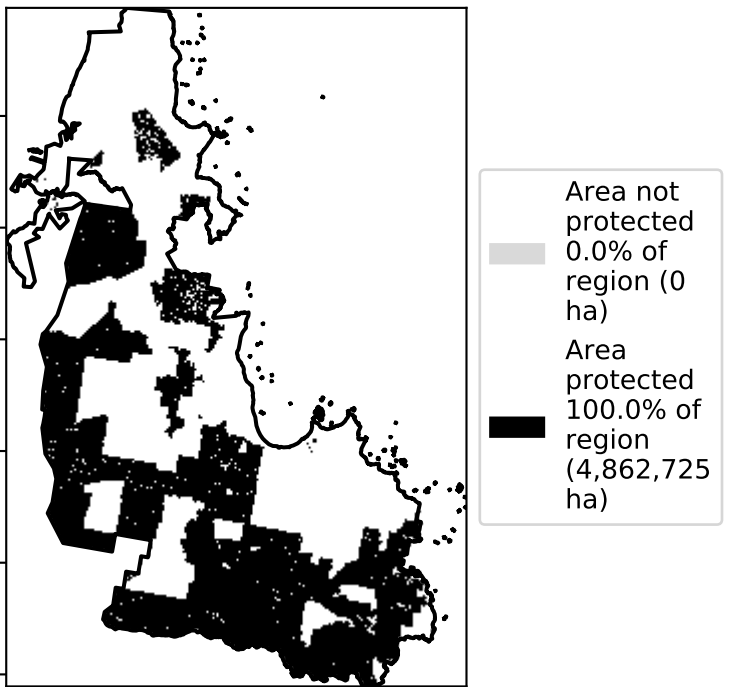 Area not
protected
0.0% of
region (0
ha)
Area
protected
100.0% of
region
(4,862,725
ha)